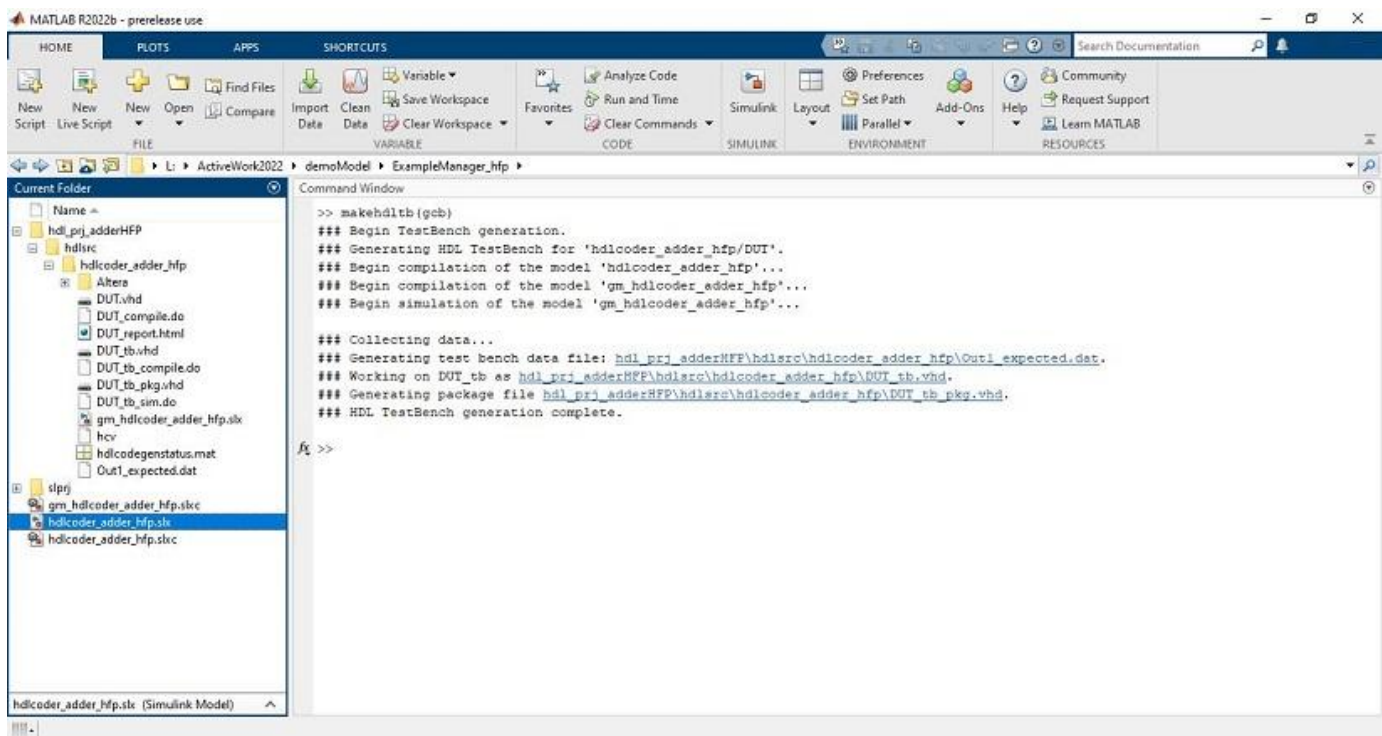 MATLAB R2022b - prerelease use
HOME PLOTS APPS SHORTCUTS
Search Documentation
New Script
New Live Script
New
Open
Find Files
Compare
FILE
Import Data
Clean Data
Variable
Save Workspace
Clear Workspace
VARIABLE
Favorites
Analyze Code
Run and Time
Clear Commands
CODE
Simulink
SIMULINK
Layout
Preferences
Set Path
Parallel
Add-Ons
ENVIRONMENT
Help
Community
Request Support
Learn MATLAB
RESOURCES
L: ActiveWork2022 demoModel ExampleManager_hfp
Current Folder
Name
hdl_prj_adderHFP
hdlsrc
hdlcoder_adder_hfp
Altera
DUT.vhd
DUT_compile.do
DUT_report.html
DUT_tb.vhd
DUT_tb_compile.do
DUT_tb_pkg.vhd
DUT_tb_sim.do
gm_hdlcoder_adder_hfp.slx
hcv
hdlcodegenstatus.mat
Out1_expected.dat
slprj
gm_hdlcoder_adder_hfp.slxc
hdlcoder_adder_hfp.slx
hdlcoder_adder_hfp.slxc
hdlcoder_adder_hfp.slx (Simulink Model)
Command Window
>> makehdltb(gcb)
### Begin TestBench generation.
### Generating HDL TestBench for 'hdlcoder_adder_hfp/DUT'.
### Begin compilation of the model 'hdlcoder_adder_hfp'...
### Begin compilation of the model 'gm_hdlcoder_adder_hfp'...
### Begin simulation of the model 'gm_hdlcoder_adder_hfp'...
### Collecting data...
### Generating test bench data file: hdl_prj_adderHFP\hdlsrc\hdlcoder_adder_hfp\Out1_expected.dat.
### Working on DUT_tb as hdl_prj_adderHFP\hdlsrc\hdlcoder_adder_hfp\DUT_tb.vhd.
### Generating package file hdl_prj_adderHFP\hdlsrc\hdlcoder_adder_hfp\DUT_tb_pkg.vhd.
### HDL TestBench generation complete.
fx >>